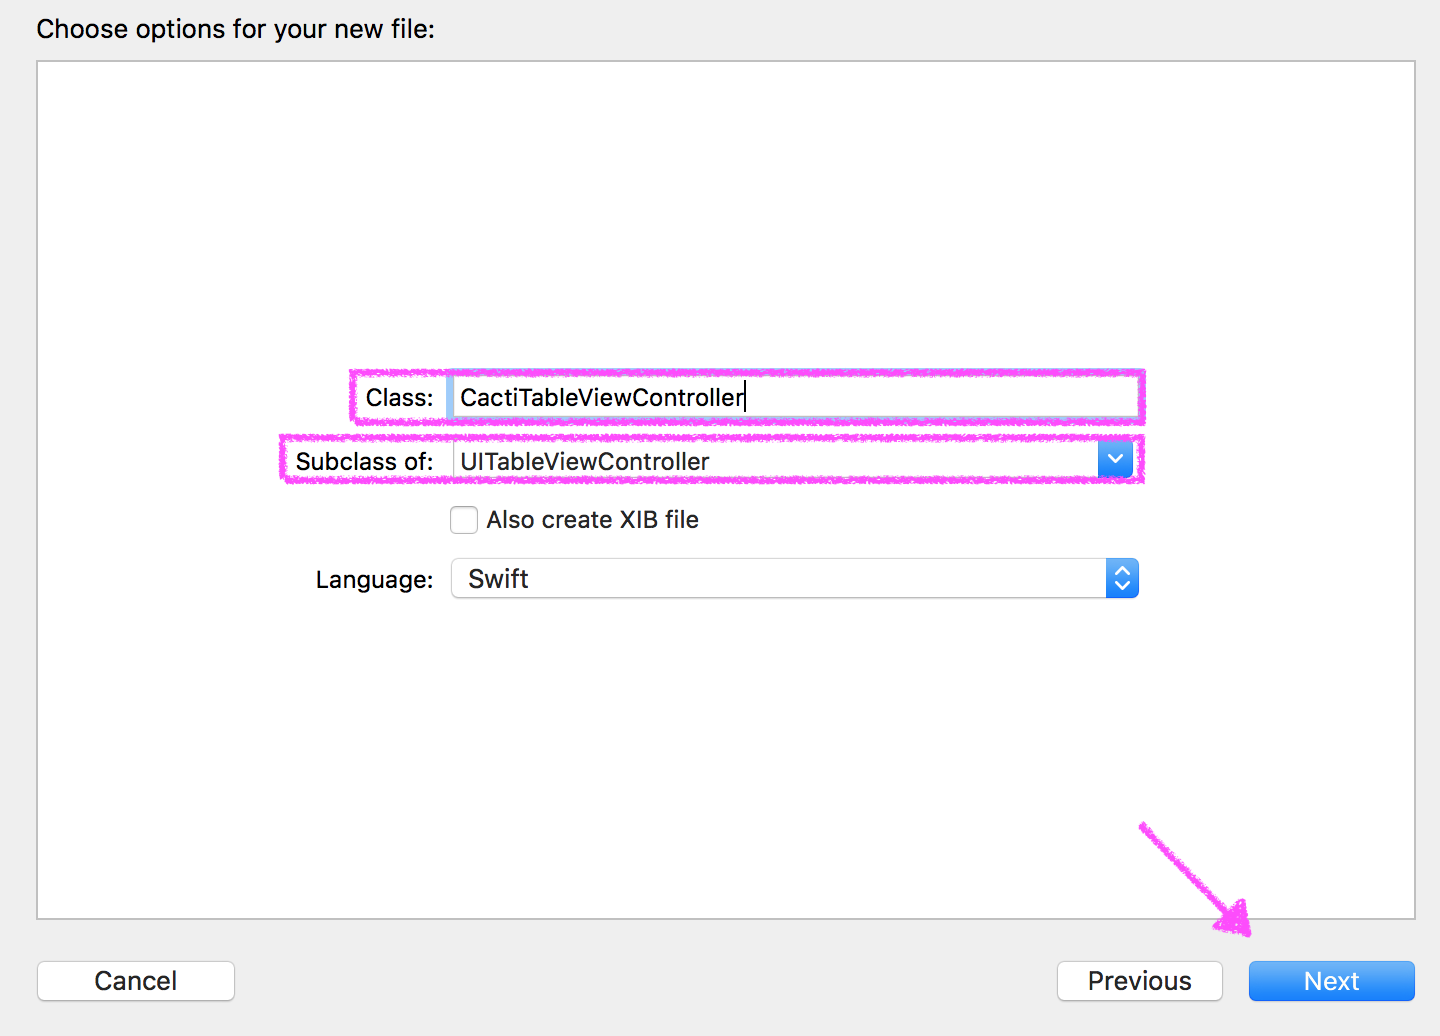 Choose options for your new file:
Class: CactiTableViewController
Subclass of: UITableViewController
Also create XIB file
Language: Swift
Cancel Previous Next